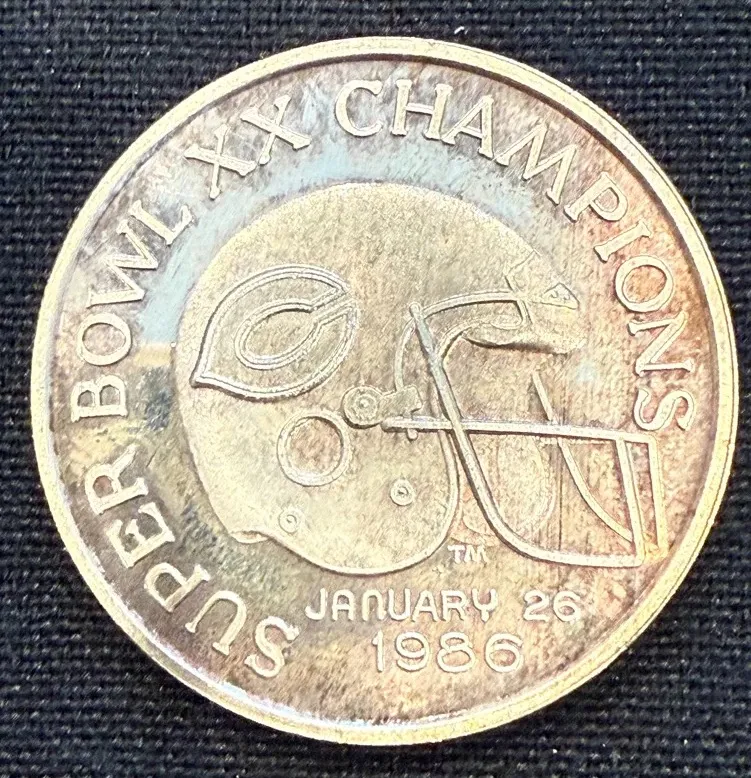 SUPER BOWL XX CHAMPIONS
TM
JANUARY 26
1986